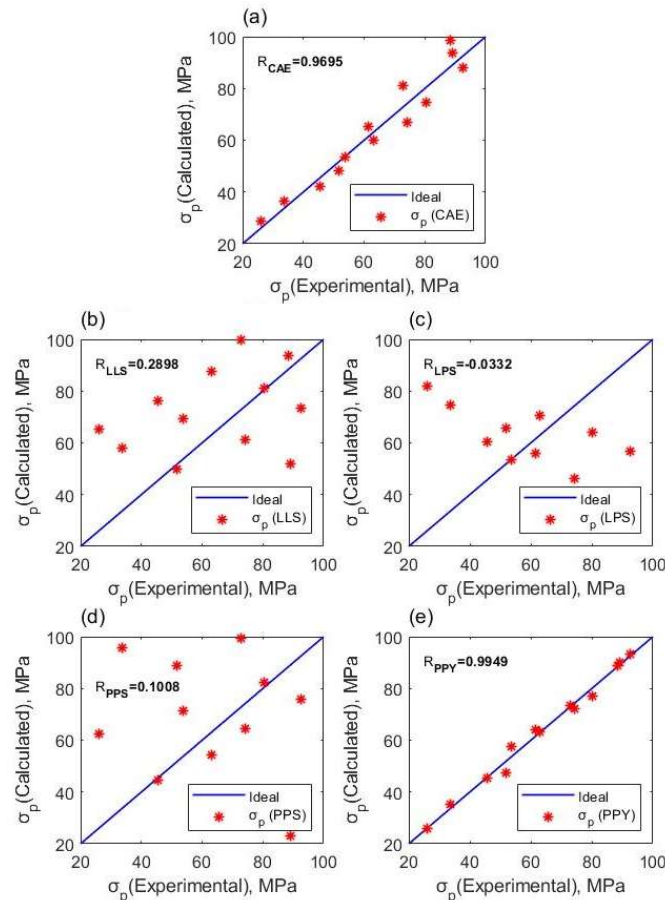 (a)
R_CAE=0.9695
100
80
60
40
20
σ_p(Calculated), MPa
Ideal
σ_p (CAE)
20 40 60 80 100
σ_p(Experimental), MPa
(b)
R_LLS=0.2898
100
80
60
40
20
σ_p(Calculated), MPa
Ideal
σ_p (LLS)
20 40 60 80 100
σ_p(Experimental), MPa
(c)
R_LPS=-0.0332
100
80
60
40
20
σ_p(Calculated), MPa
Ideal
σ_p (LPS)
20 40 60 80 100
σ_p(Experimental), MPa
(d)
R_PPS=0.1008
100
80
60
40
20
σ_p(Calculated), MPa
Ideal
σ_p (PPS)
20 40 60 80 100
σ_p(Experimental), MPa
(e)
R_PPY=0.9949
100
80
60
40
20
σ_p(Calculated), MPa
Ideal
σ_p (PPY)
20 40 60 80 100
σ_p(Experimental), MPa